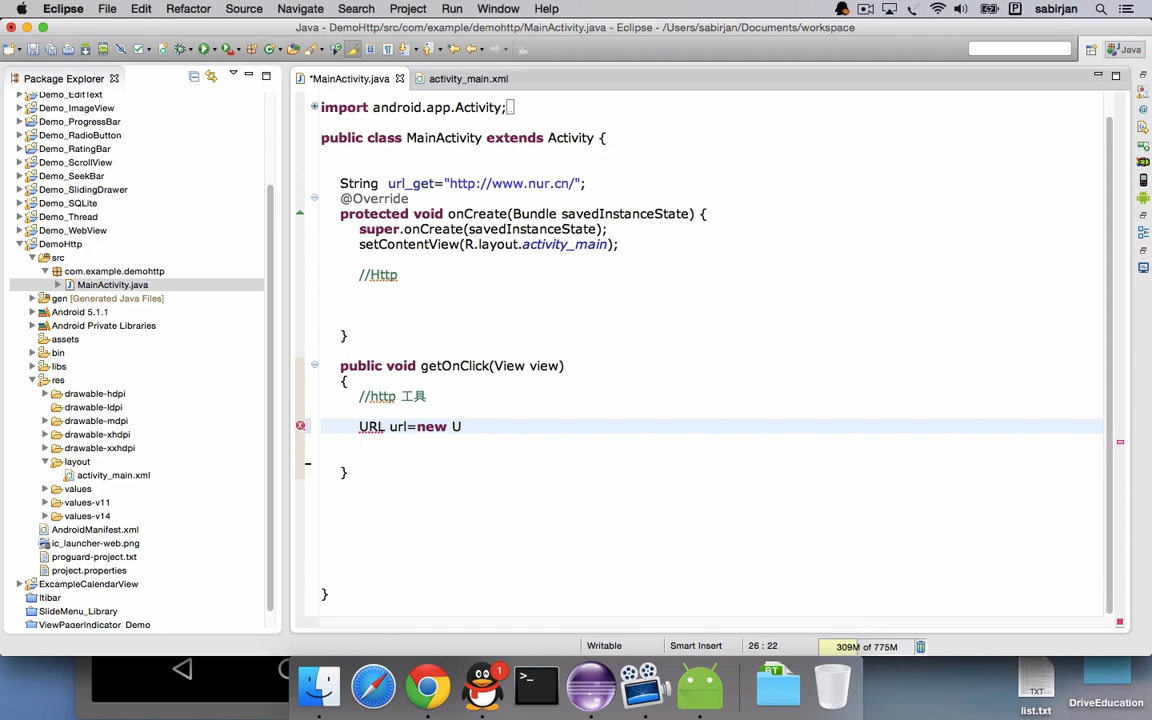 Eclipse File Edit Source Refactor Navigate Search Project Run Window Help sabirjan
Java - DemoHttp/src/com/example/demohttp/MainActivity.java - Eclipse - /Users/sabirjan/Documents/workspace
Java
Package Explorer
*MainActivity.java
activity_main.xml
Demo_EditText
Demo_ImageView
Demo_ProgressBar
Demo_RadioButton
Demo_RatingBar
Demo_ScrollView
Demo_SeekBar
Demo_SlidingDrawer
Demo_SQLite
Demo_Thread
Demo_WebView
DemoHttp
src
com.example.demohttp
MainActivity.java
gen [Generated Java Files]
Android 5.1.1
Android Private Libraries
assets
bin
libs
res
drawable-hdpi
drawable-ldpi
drawable-mdpi
drawable-xhdpi
drawable-xxhdpi
layout
activity_main.xml
values
values-v11
values-v14
AndroidManifest.xml
ic_launcher-web.png
proguard-project.txt
project.properties
ExcampleCalendarView
ltibar
SlideMenu_Library
ViewPagerIndicator_Demo
import android.app.Activity;
public class MainActivity extends Activity {
String url_get="http://www.nur.cn/";
@Override
protected void onCreate(Bundle savedInstanceState) {
super.onCreate(savedInstanceState);
setContentView(R.layout.activity_main);
//Http
}
public void getOnClick(View view)
{
//http 工具
URL url=new U
}
}
Writable
Smart Insert
26 : 22
309M of 775M
1
>_
BT
TXT
list.txt
DriveEducation